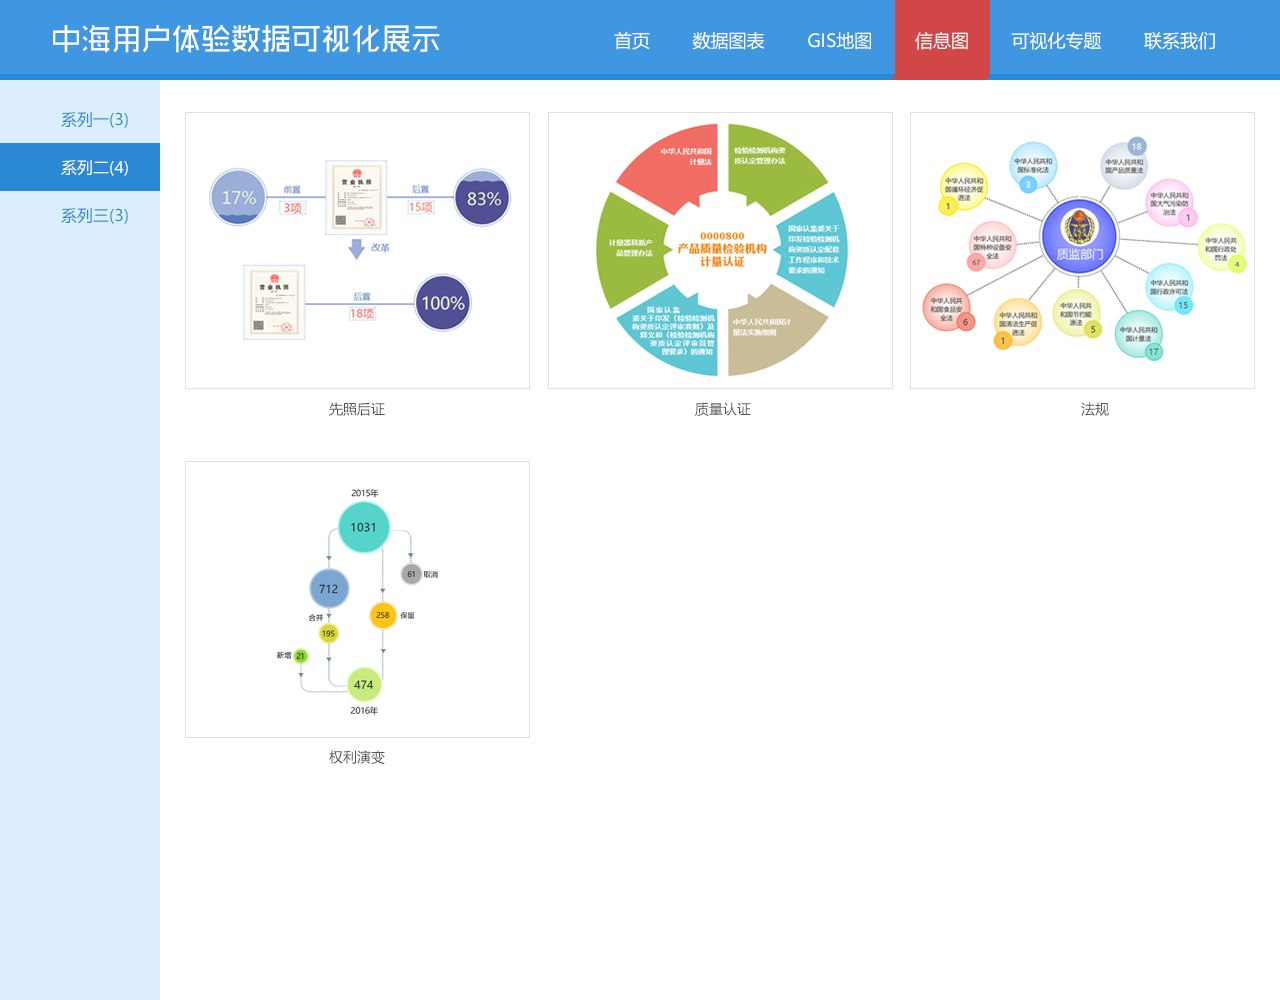 中海用户体验数据可视化展示
首页
数据图表
GIS地图
信息图
可视化专题
联系我们
系列一(3)
系列二(4)
系列三(3)
17%
前置
3项
营业执照
后置
15项
83%
改革
营业执照
后置
18项
100%
先照后证
中华人民共和国
计量法
检验检测机构资
质认定管理办法
计量器具新产
品管理办法
0000800
产品质量检验机构
计量认证
国家认监委关于
印发检验检测机
构资质认定配套
工作程序和技术
要求的通知
国家认监
委关于印发《检验检测机
构资质认定评审准则》及
释义和《检验检测机构
资质认定评审员管
理要求》的通知
中华人民共和国计
量法实施细则
质量认证
18
中华人民共和
国标准化法
3
中华人民共和
国产品质量法
中华人民共和
国循环经济促
进法
1
中华人民共和
国大气污染防
治法
1
中华人民共和
国特种设备安
全法
67
质监部门
中华人民共
和国行政处
罚法
4
中华人民共
和国食品安
全法
6
中华人民共和
国清洁生产促
进法
1
中华人民共
和国节约能
源法
5
中华人民共和
国行政许可法
15
中华人民共和
国计量法
17
法规
2015年
1031
61
取消
712
合并
195
258
保留
新增
21
474
2016年
权利演变